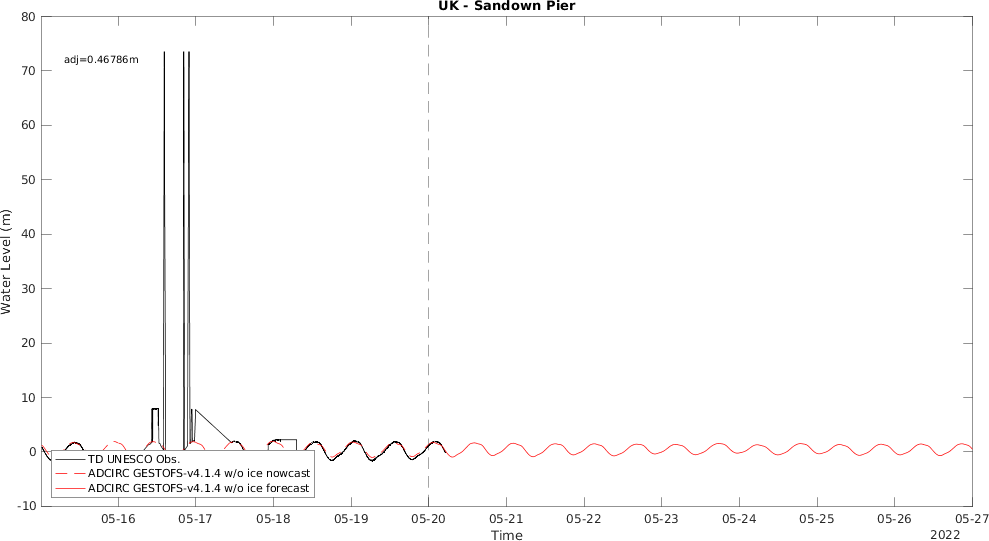 UK - Sandown Pier
adj=0.46786m
Water Level (m)
80
70
60
50
40
30
20
10
0
-10
TD UNESCO Obs.
ADCIRC GESTOFS-v4.1.4 w/o ice nowcast
ADCIRC GESTOFS-v4.1.4 w/o ice forecast
05-16 05-17 05-18 05-19 05-20 05-21 05-22 05-23 05-24 05-25 05-26 05-27
Time
2022